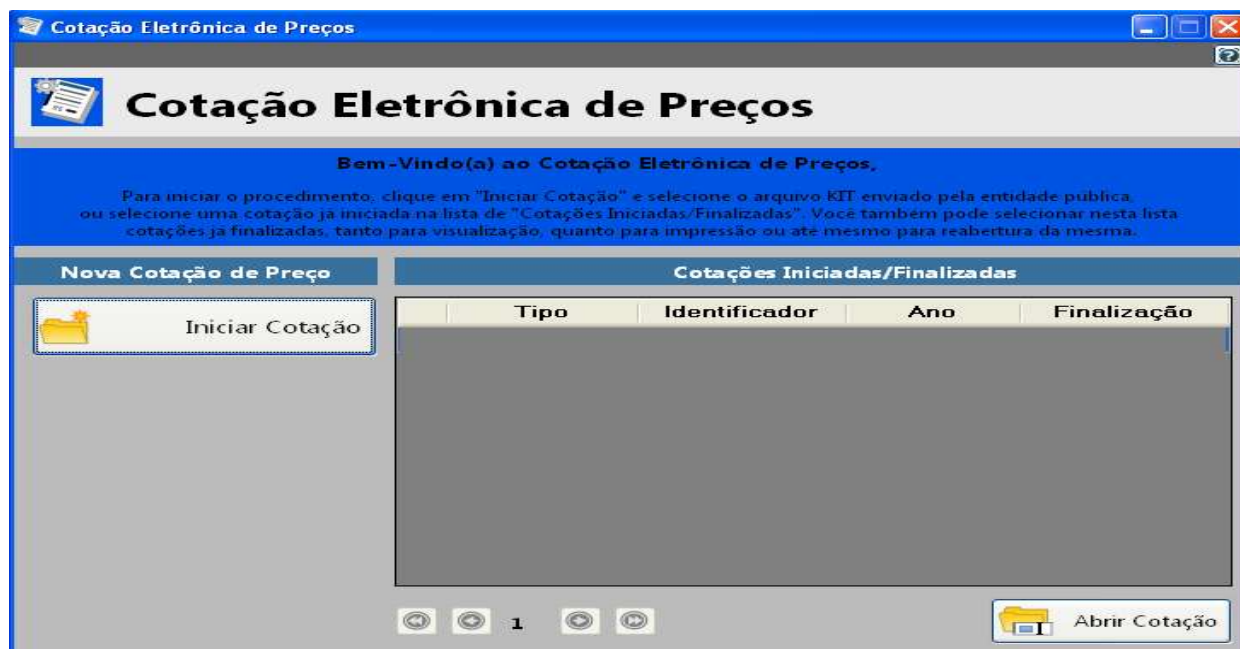 Cotação Eletrônica de Preços
Cotação Eletrônica de Preços
Bem-Vindo(a) ao Cotação Eletrônica de Preços,
Para iniciar o procedimento, clique em "Iniciar Cotação" e selecione o arquivo KIT enviado pela entidade pública,
ou selecione uma cotação já iniciada na lista de "Cotações Iniciadas/Finalizadas". Você também pode selecionar nesta lista
cotações já finalizadas, tanto para visualização, quanto para impressão ou até mesmo para reabertura da mesma.
Nova Cotação de Preço
Cotações Iniciadas/Finalizadas
Iniciar Cotação
Tipo Identificador Ano Finalização
1
Abrir Cotação